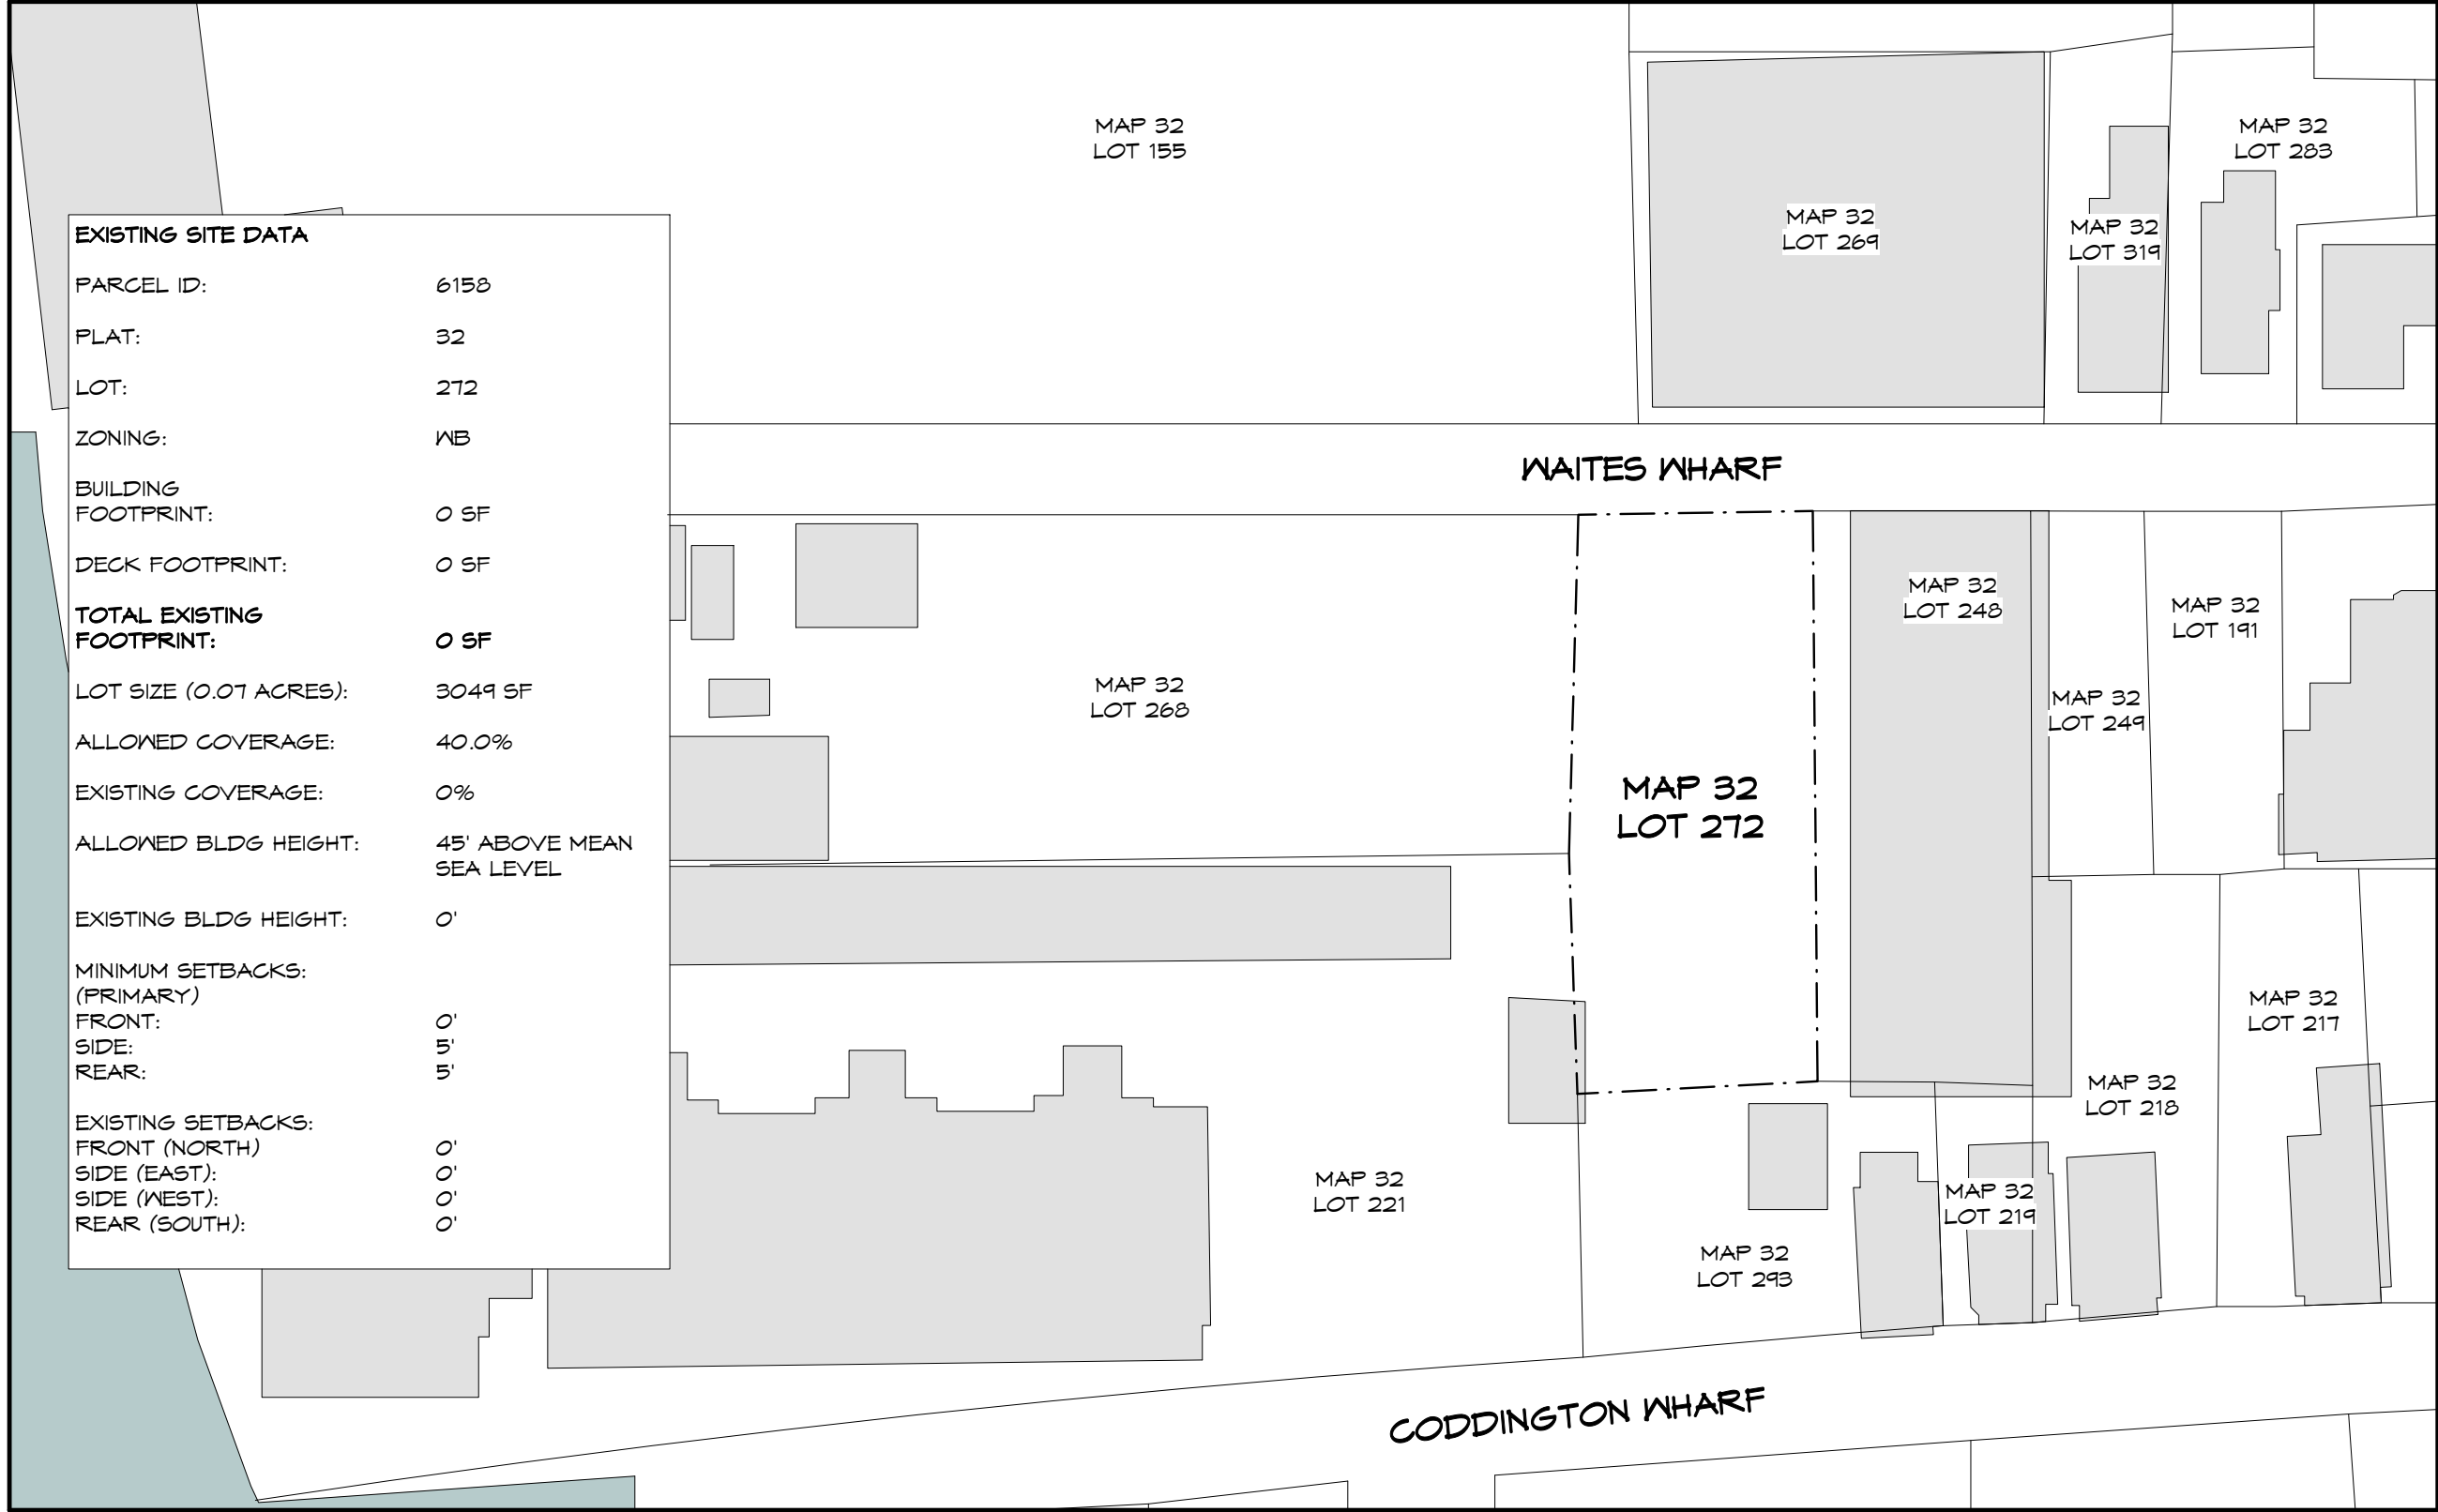 EXISTING SITE DATA
PARCEL ID: 6158
PLAT: 32
LOT: 272
ZONING: WB
BUILDING
FOOTPRINT: 0 SF
DECK FOOTPRINT: 0 SF
TOTAL EXISTING
FOOTPRINT: 0 SF
LOT SIZE (0.07 ACRES): 3049 SF
ALLOWED COVERAGE: 40.0%
EXISTING COVERAGE: 0%
ALLOWED BLDG HEIGHT: 45' ABOVE MEAN
SEA LEVEL
EXISTING BLDG HEIGHT: 0'
MINIMUM SETBACKS:
(PRIMARY)
FRONT: 0'
SIDE: 5'
REAR: 5'
EXISTING SETBACKS:
FRONT (NORTH) 0'
SIDE (EAST): 0'
SIDE (WEST): 0'
REAR (SOUTH): 0'
MAP 32
LOT 155
MAP 32
LOT 269
MAP 32
LOT 319
MAP 32
LOT 283
WAITES WHARF
MAP 32
LOT 268
MAP 32
LOT 272
MAP 32
LOT 248
MAP 32
LOT 249
MAP 32
LOT 191
MAP 32
LOT 221
MAP 32
LOT 293
MAP 32
LOT 219
MAP 32
LOT 218
MAP 32
LOT 217
CODDINGTON WHARF